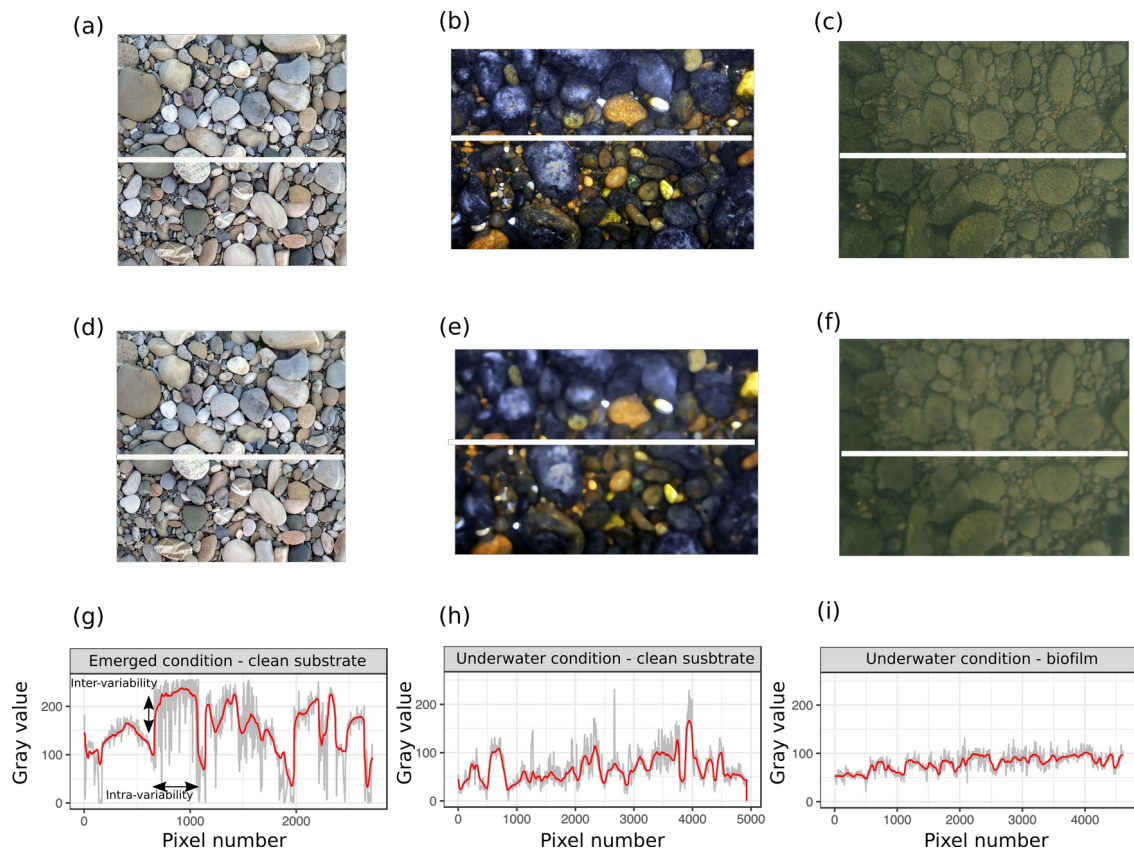 (a)
(b)
(c)
(d)
(e)
(f)
(g)
(h)
(i)
Emerged condition - clean substrate
Underwater condition - clean susbtrate
Underwater condition - biofilm
Inter-variability
Intra-variability
Gray value
200
100
0
0
1000
2000
Pixel number
Gray value
200
100
0
0
1000
2000
3000
4000
5000
Pixel number
Gray value
200
100
0
0
1000
2000
3000
4000
Pixel number